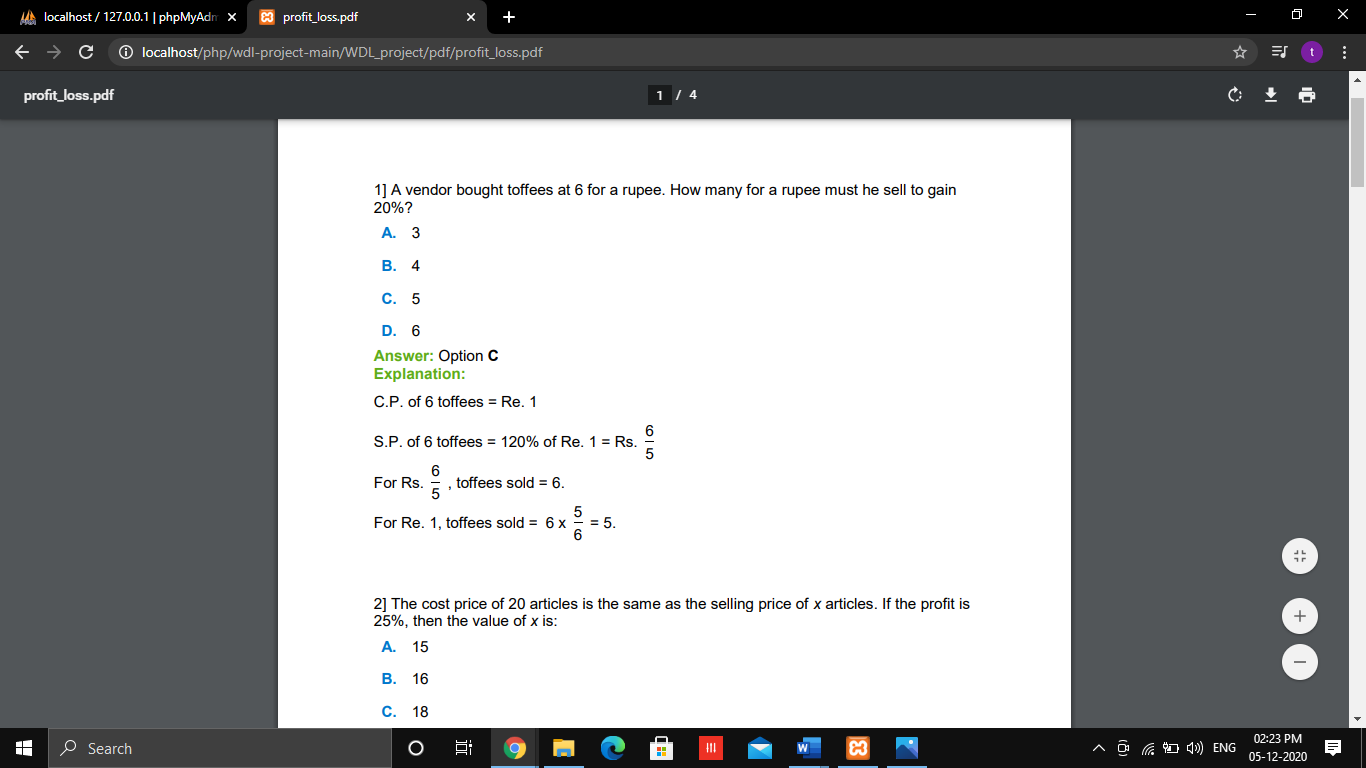 localhost / 127.0.0.1 | phpMyAdm
profit_loss.pdf
localhost/php/wdl-project-main/WDL_project/pdf/profit_loss.pdf
t
profit_loss.pdf
1 / 4
1] A vendor bought toffees at 6 for a rupee. How many for a rupee must he sell to gain
20%?
A. 3
B. 4
C. 5
D. 6
Answer: Option C
Explanation:
C.P. of 6 toffees = Re. 1
S.P. of 6 toffees = 120% of Re. 1 = Rs. 6/5
For Rs. 6/5 , toffees sold = 6.
For Re. 1, toffees sold = 6 x 5/6 = 5.
2] The cost price of 20 articles is the same as the selling price of x articles. If the profit is
25%, then the value of x is:
A. 15
B. 16
C. 18
Search
ENG
02:23 PM
05-12-2020